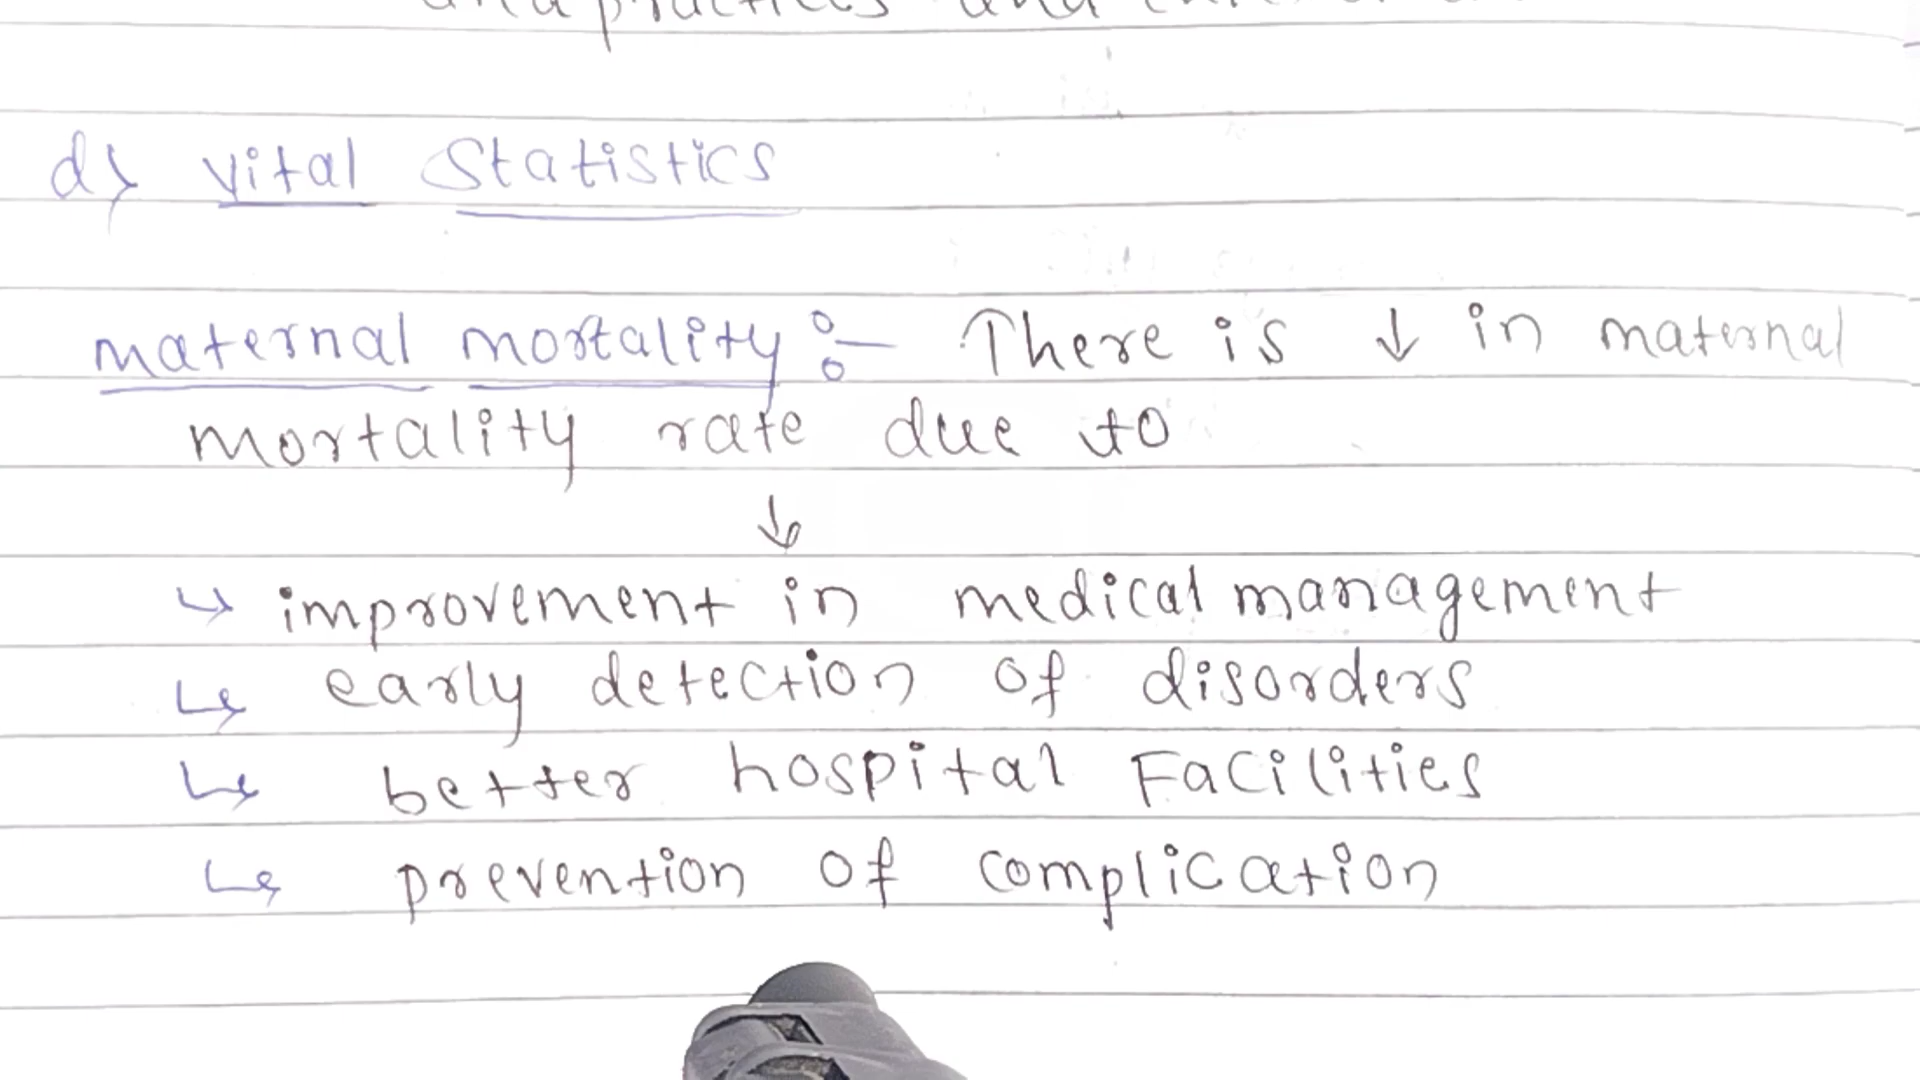 d) Vital Statistics
maternal mortality :- There is ↓ in maternal
mortality rate due to
↓
↳ improvement in medical management
↳ early detection of disorders
↳ better hospital Facilities
↳ prevention of complication